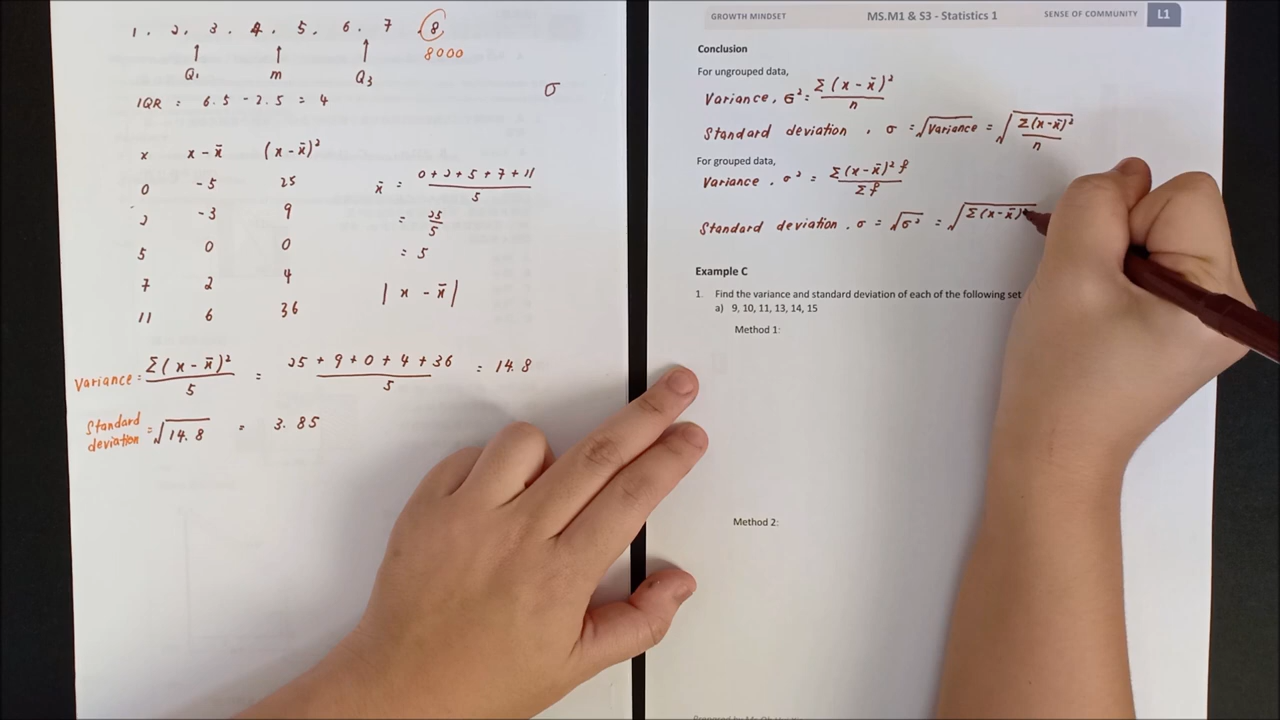 1. 2. 3. 4. 5. 6. 7 .8
8000
Q₁ m Q₃
IQR = 6.5 - 2.5 = 4
σ
x x - x̄ (x - x̄)²
0 -5 25
2 -3 9
5 0 0
7 2 4
11 6 36
x̄ = (0 + 2 + 5 + 7 + 11)/5
= 25/5
= 5
| x - x̄ |
Variance = Σ(x - x̄)²/5 = (25 + 9 + 0 + 4 + 36)/5 = 14.8
Standard deviation = √14.8 = 3.85
GROWTH MINDSET MS.M1 & S3 - Statistics 1 SENSE OF COMMUNITY L1
Conclusion
For ungrouped data,
Variance, σ² = Σ(x - x̄)²/n
Standard deviation, σ = √Variance = √(Σ(x - x̄)²/n)
For grouped data,
Variance, σ² = Σ(x - x̄)² f/Σf
Standard deviation. σ = √σ² = √Σ(x - x̄)
Example C
1. Find the variance and standard deviation of each of the following set
a) 9, 10, 11, 13, 14, 15
Method 1:
Method 2:
Prepared by